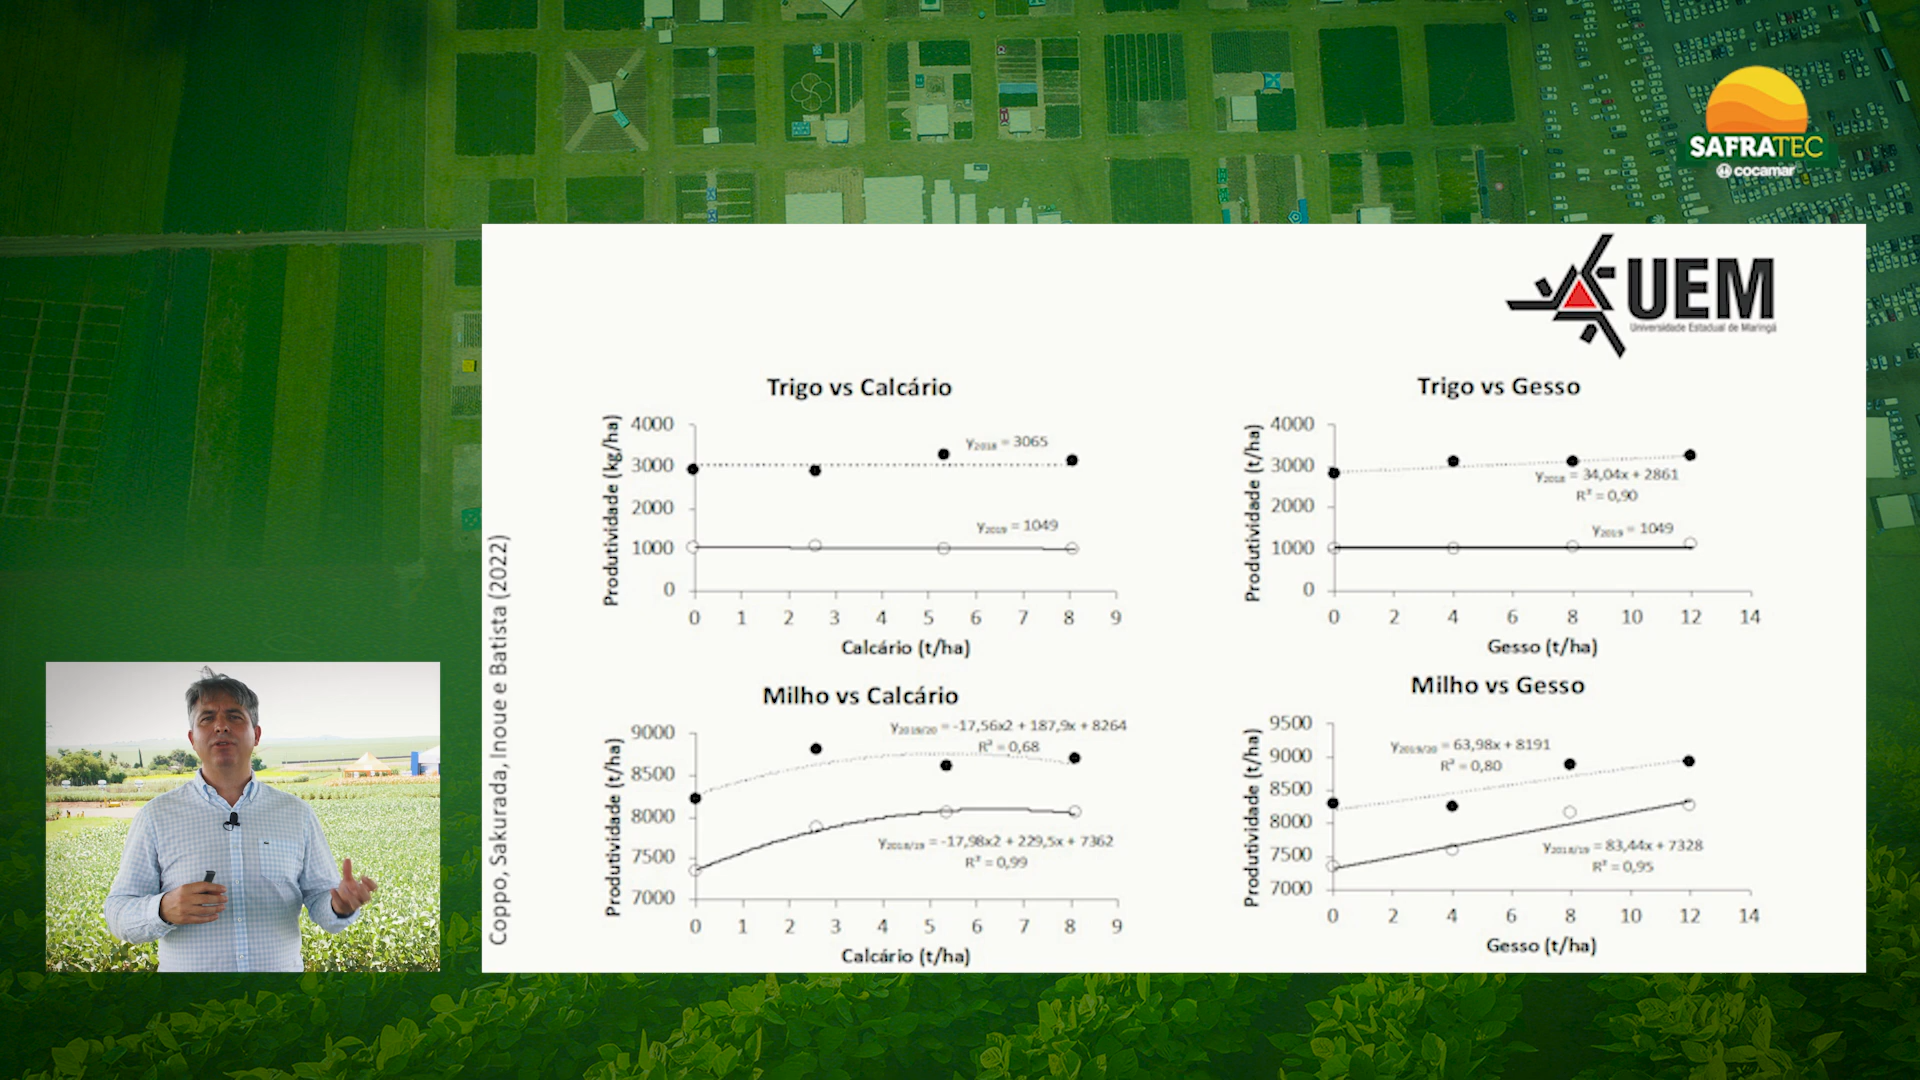 SAFRATEC
cocamar
UEM
Universidade Estadual de Maringá
Coppo, Sakurada, Inoue e Batista (2022)
Trigo vs Calcário
Produtividade (kg/ha)
4000
3000
2000
1000
0
y2018 = 3065
y2019 = 1049
0 1 2 3 4 5 6 7 8 9
Calcário (t/ha)
Trigo vs Gesso
Produtividade (t/ha)
4000
3000
2000
1000
0
y2018 = 34,04x + 2861
R² = 0,90
y2019 = 1049
0 2 4 6 8 10 12 14
Gesso (t/ha)
Milho vs Calcário
Produtividade (t/ha)
9000
8500
8000
7500
7000
y2019/20 = -17,56x2 + 187,9x + 8264
R² = 0,68
y2018/19 = -17,98x2 + 229,5x + 7362
R² = 0,99
0 1 2 3 4 5 6 7 8 9
Calcário (t/ha)
Milho vs Gesso
Produtividade (t/ha)
9500
9000
8500
8000
7500
7000
y2019/20 = 63,98x + 8191
R² = 0,80
y2018/19 = 83,44x + 7328
R² = 0,95
0 2 4 6 8 10 12 14
Gesso (t/ha)